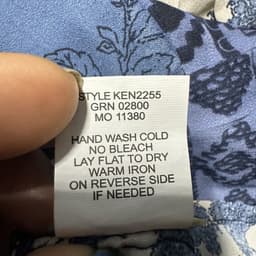 STYLE KEN2255
GRN 02800
MO 11380
HAND WASH COLD
NO BLEACH
LAY FLAT TO DRY
WARM IRON
ON REVERSE SIDE
IF NEEDED